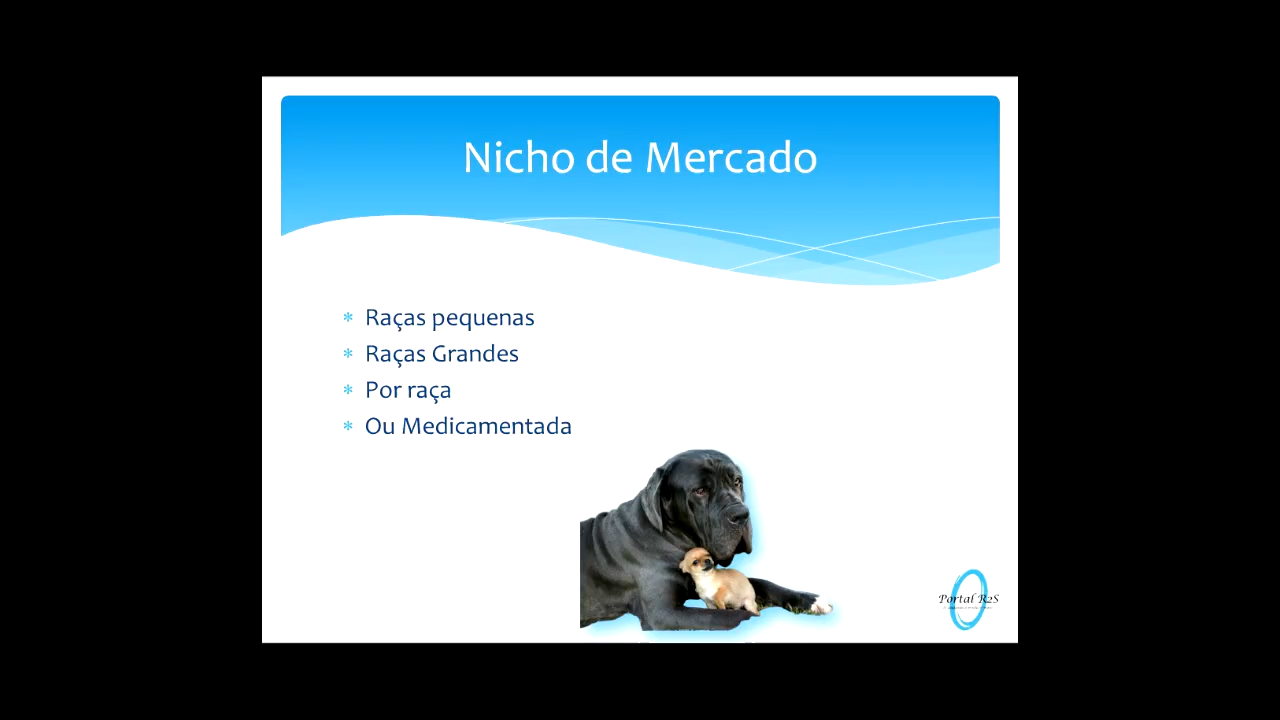 Nicho de Mercado
Raças pequenas
Raças Grandes
Por raça
Ou Medicamentada
Portal R2S